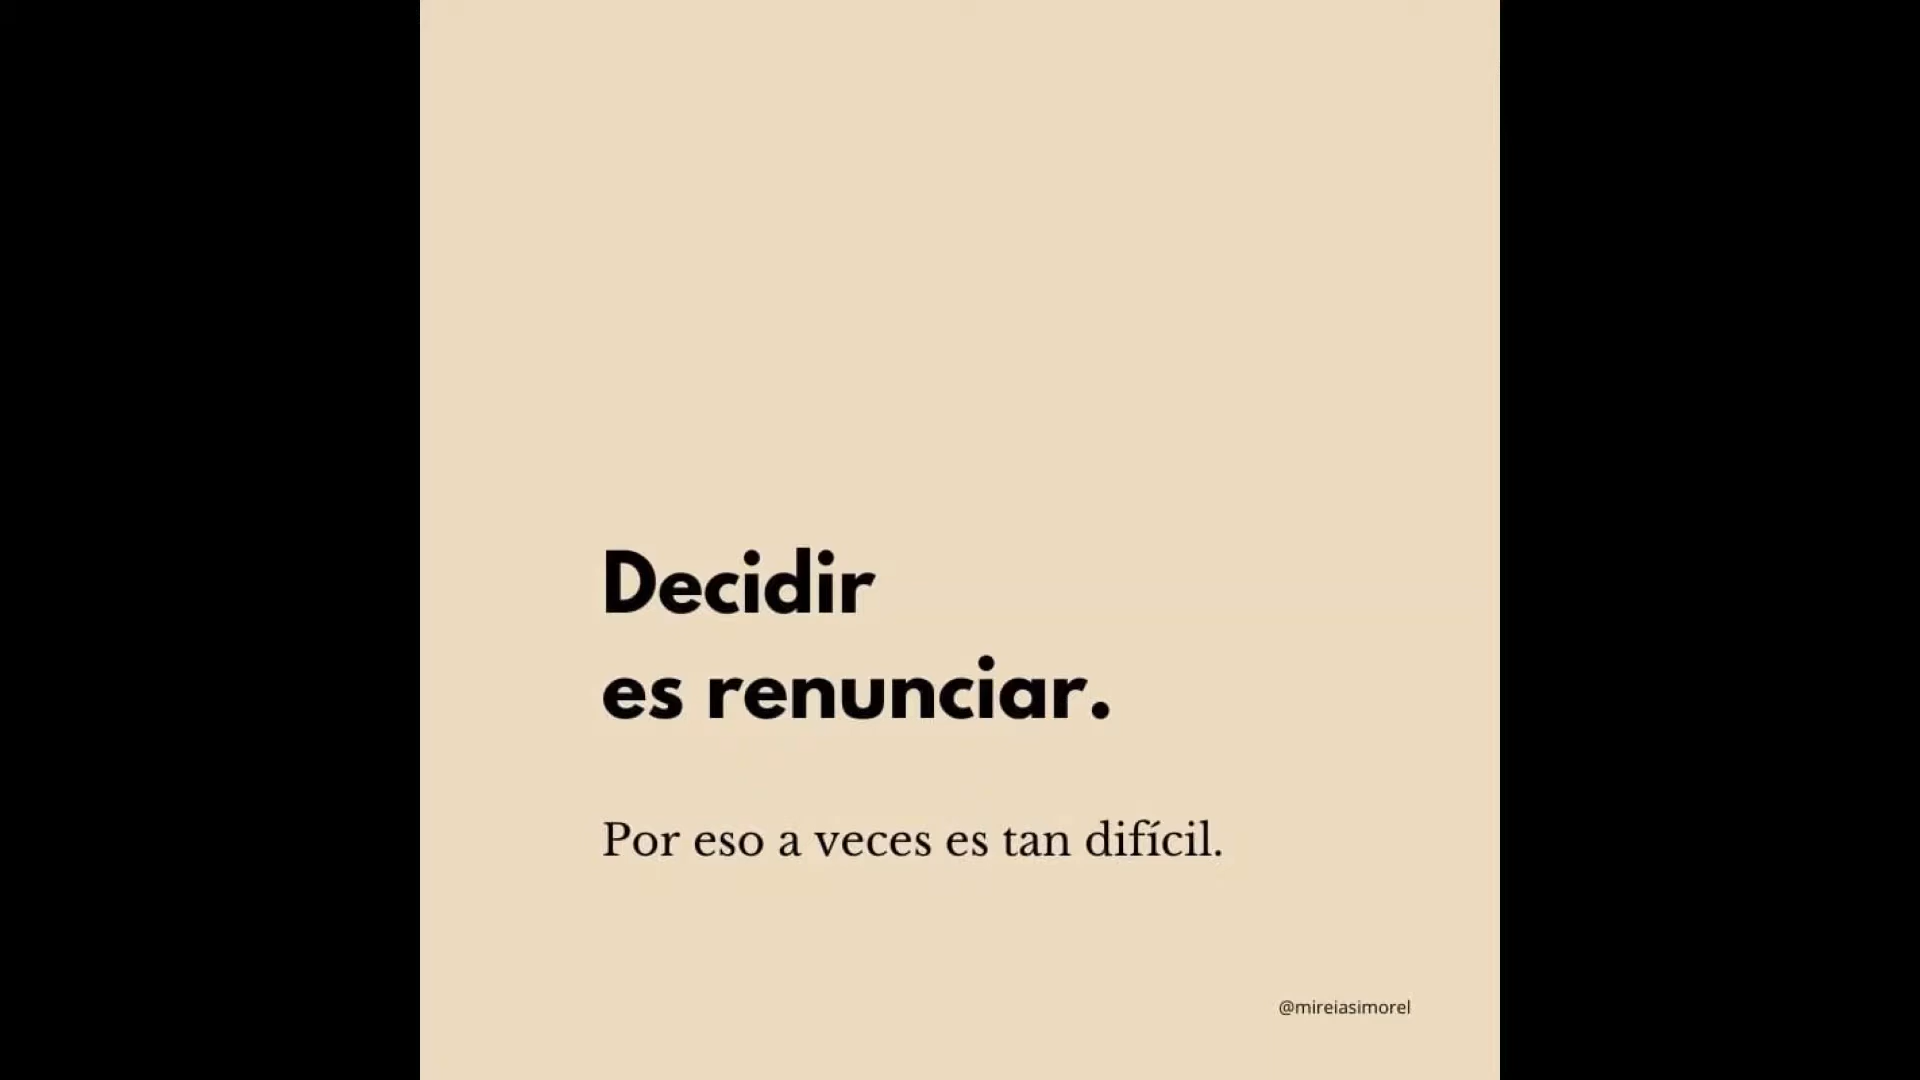 Decidir
es renunciar.
Por eso a veces es tan difícil.
@mireiasimorel